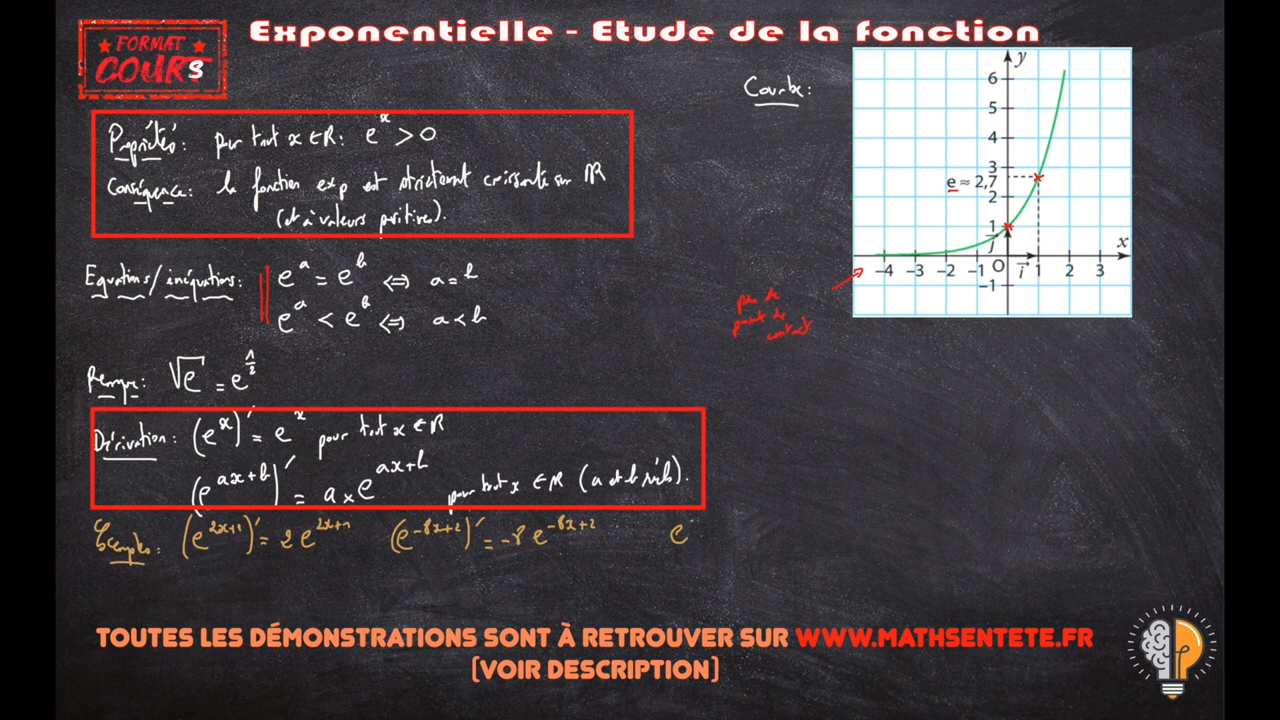 Exponentielle - Etude de la fonction
FORMAT
COURS
Propriétés: pour tout x ∈ ℝ: e^x > 0
Conséquence: la fonction exp est strictement croissante sur ℝ
(et à valeurs positives).
Equations/inéquations: e^a = e^b ⇔ a = b
e^a < e^b ⇔ a < b
Remarque: √e = e^{1/2}
Dérivation: (e^x)' = e^x pour tout x ∈ ℝ
(e^{ax+b})' = a × e^{ax+b} pour tout x ∈ ℝ (a et b réels).
Exemples: (e^{2x+1})' = 2e^{2x+1} (e^{-8x+2})' = -8e^{-8x+2} e
Courbe:
y
6
5
4
3
e ≈ 2,7
2
1
j
x
-4 -3 -2 -1 O i 1 2 3
-1
pas de
point de
contact
TOUTES LES DÉMONSTRATIONS SONT À RETROUVER SUR WWW.MATHSENTETE.FR
(VOIR DESCRIPTION)